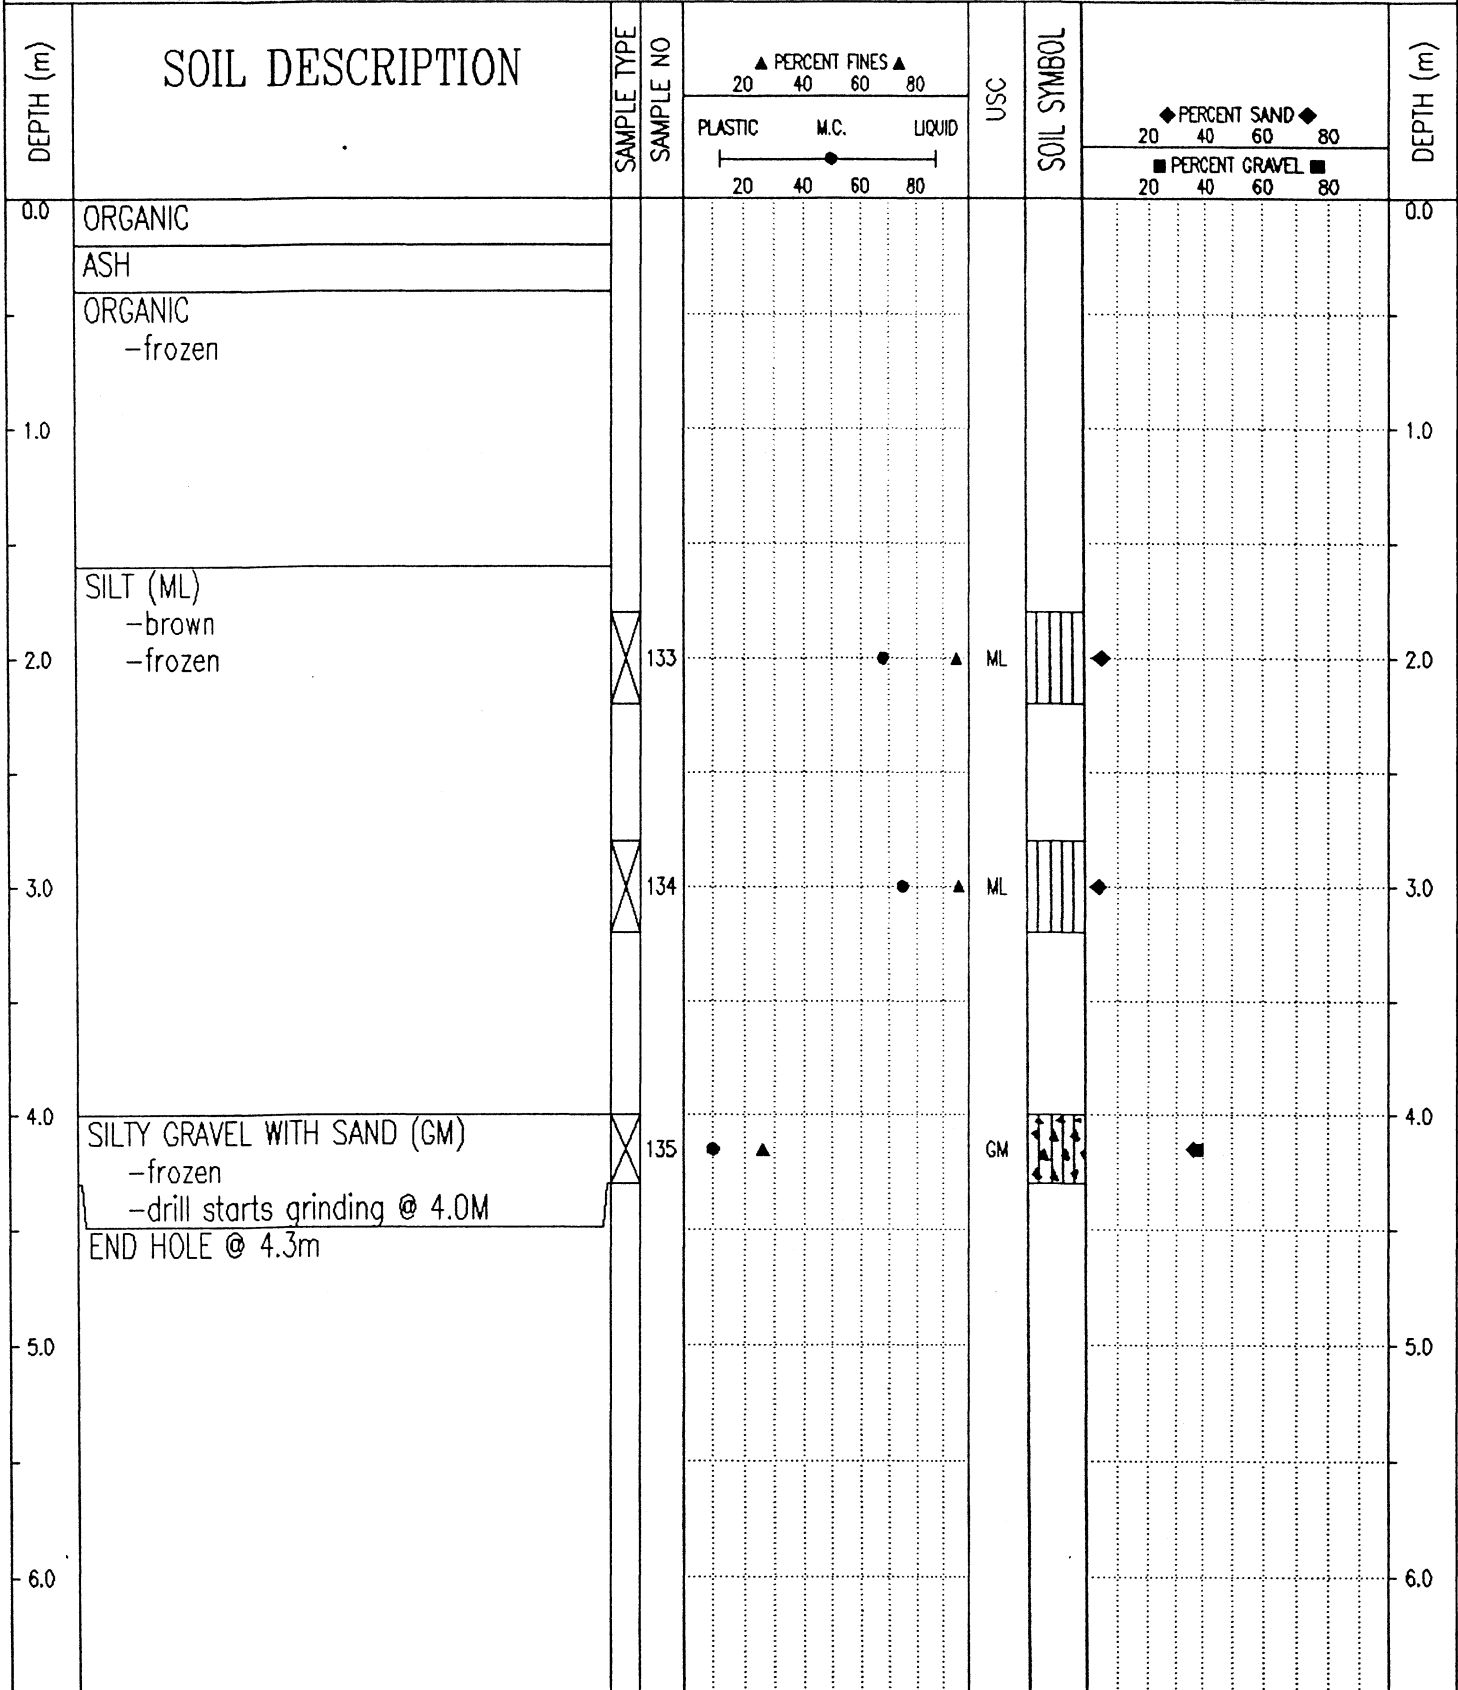 DEPTH (m)
SOIL DESCRIPTION
SAMPLE TYPE
SAMPLE NO
▲ PERCENT FINES ▲
20 40 60 80
PLASTIC M.C. LIQUID
20 40 60 80
USC
SOIL SYMBOL
◆ PERCENT SAND ◆
20 40 60 80
■ PERCENT GRAVEL ■
20 40 60 80
DEPTH (m)
0.0 ORGANIC 0.0
ASH
ORGANIC
-frozen
1.0 1.0
SILT (ML)
-brown
2.0 -frozen 133 ML 2.0
3.0 134 ML 3.0
4.0 4.0
SILTY GRAVEL WITH SAND (GM)
135 GM
-frozen
-drill starts grinding @ 4.0M
END HOLE @ 4.3m
5.0 5.0
6.0 6.0